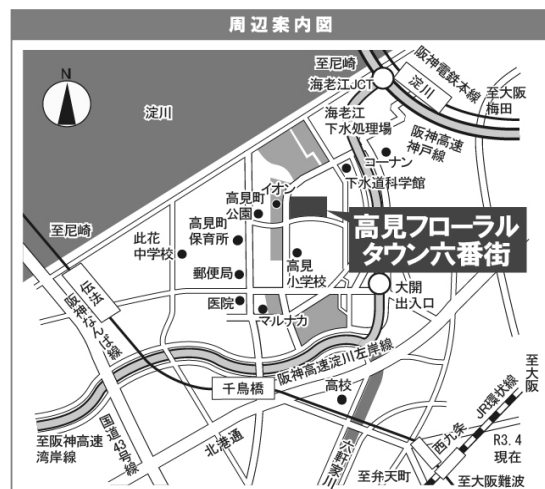 周辺案内図
N
淀川
至尼崎
海老江JCT
淀川
阪神電鉄本線
至大阪
梅田
海老江
下水処理場
阪神高速
神戸線
コーナン
下水道科学館
イオン
高見町
公園
高見フローラル
タウン六番街
至尼崎
此花
中学校
高見町
保育所
郵便局
高見
小学校
医院
マルナカ
大開
出入口
伝法
阪神なんば線
阪神高速淀川左岸線
千鳥橋
高校
至大阪
JR環状線
西九条
至阪神高速
湾岸線
国道43号線
北港通
六軒家川
至弁天町
R3.4
現在
至大阪難波